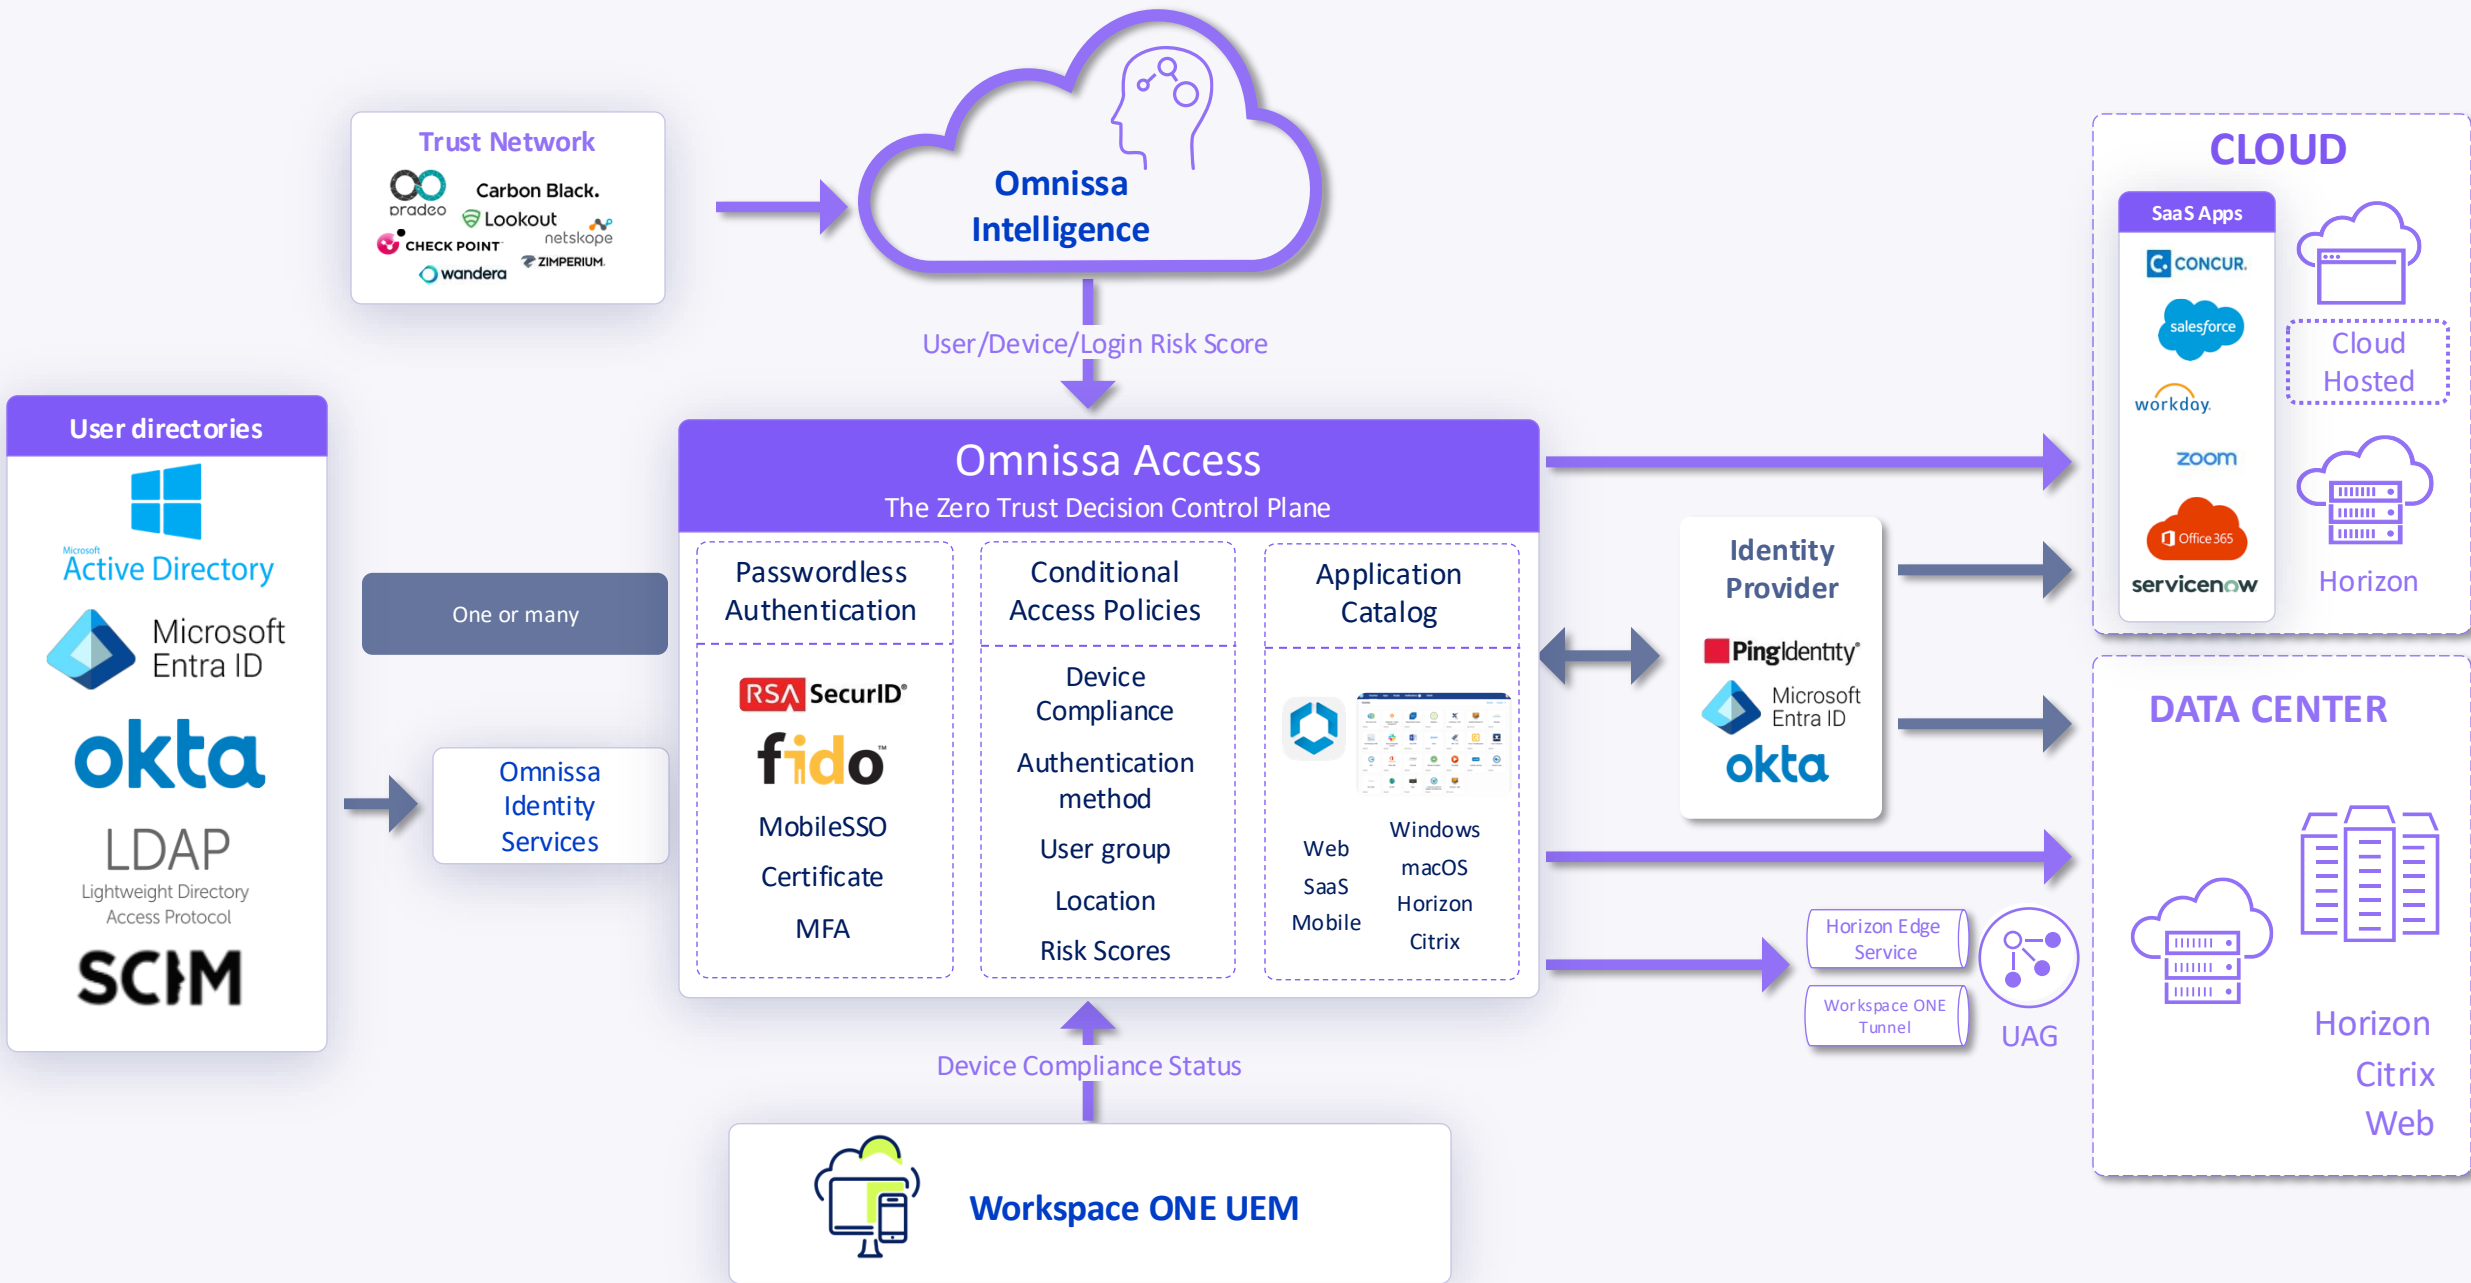 Trust Network
pradeo
Carbon Black.
Lookout
netskope
CHECK POINT
ZIMPERIUM.
wandera
Omnissa
Intelligence
User/Device/Login Risk Score
User directories
Microsoft
Active Directory
Microsoft
Entra ID
okta
LDAP
Lightweight Directory
Access Protocol
SCIM
One or many
Omnissa
Identity
Services
Omnissa Access
The Zero Trust Decision Control Plane
Passwordless
Authentication
RSA SecurID®
fido™
MobileSSO
Certificate
MFA
Conditional
Access Policies
Device
Compliance
Authentication
method
User group
Location
Risk Scores
Application
Catalog
Web
SaaS
Mobile
Windows
macOS
Horizon
Citrix
Device Compliance Status
Workspace ONE UEM
Identity
Provider
PingIdentity®
Microsoft
Entra ID
okta
Horizon Edge
Service
Workspace ONE
Tunnel
UAG
CLOUD
SaaS Apps
C. CONCUR.
salesforce
workday.
zoom
Office 365
servicenow
Cloud
Hosted
Horizon
DATA CENTER
Horizon
Citrix
Web